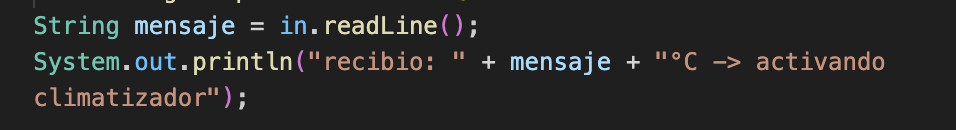 String mensaje = in.readLine();
System.out.println("recibio: " + mensaje + "°C -> activando
climatizador");